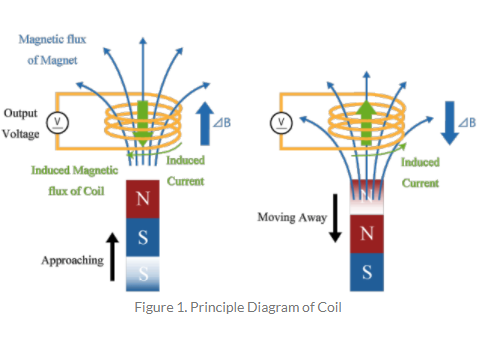 Magnetic flux
of Magnet
Output
Voltage
V
⊿B
Induced Magnetic
flux of Coil
Induced
Current
N
S
S
Approaching
V
⊿B
Induced
Current
N
Moving Away
N
S
Figure 1. Principle Diagram of Coil